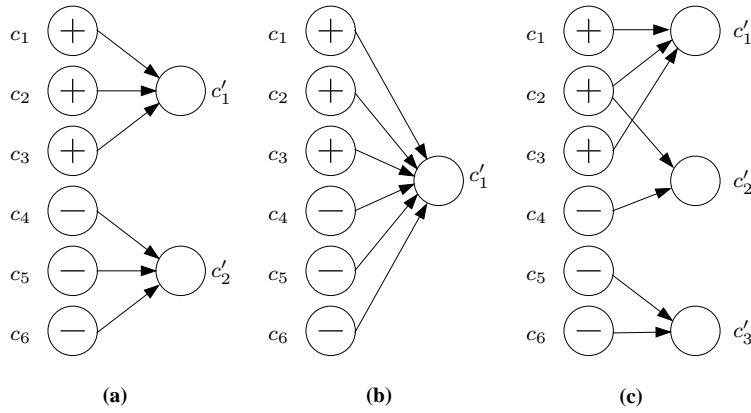 c₁ + c₁ + c₁ + c′₁
c₂ + c′₁ c₂ + c₂ +
c₃ + c₃ + c′₁ c₃ + c′₂
c₄ − c₄ − c₄ −
c₅ − c′₂ c₅ − c₅ −
c₆ − c₆ − c₆ − c′₃
(a) (b) (c)